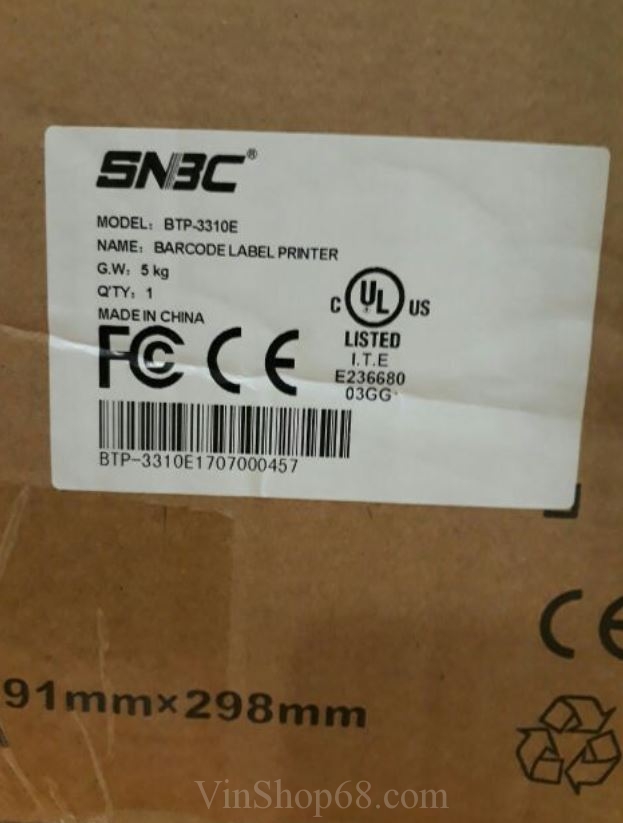 SNBC®
MODEL: BTP-3310E
NAME: BARCODE LABEL PRINTER
G.W: 5 kg
Q'TY: 1
MADE IN CHINA
FC CE
C UL US
LISTED
I.T.E
E236680
03GG
BTP-3310E1707000457
CE
91mm×298mm
VinShop68.com